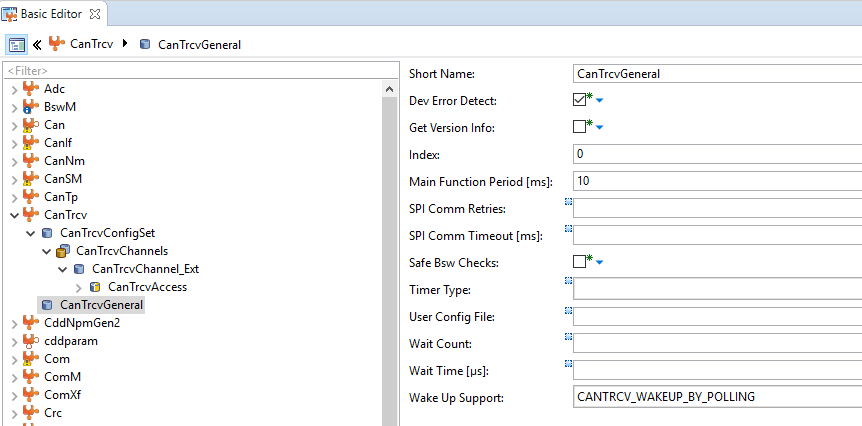 Basic Editor
CanTrcv CanTrcvGeneral
<Filter>
Adc
BswM
Can
CanIf
CanNm
CanSM
CanTp
CanTrcv
CanTrcvConfigSet
CanTrcvChannels
CanTrcvChannel_Ext
CanTrcvAccess
CanTrcvGeneral
CddNpmGen2
cddparam
Com
ComM
ComXf
Crc
Short Name: CanTrcvGeneral
Dev Error Detect:
Get Version Info:
Index: 0
Main Function Period [ms]: 10
SPI Comm Retries:
SPI Comm Timeout [ms]:
Safe Bsw Checks:
Timer Type:
User Config File:
Wait Count:
Wait Time [µs]:
Wake Up Support: CANTRCV_WAKEUP_BY_POLLING